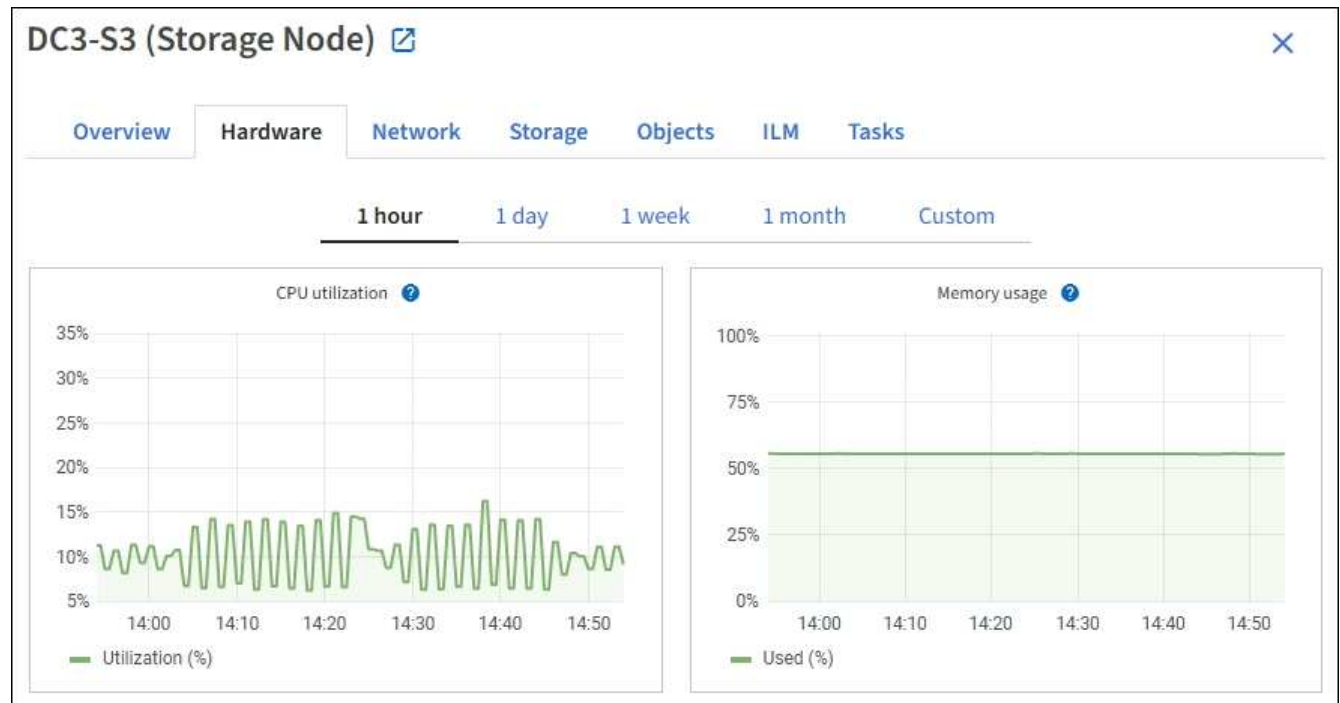 DC3-S3 (Storage Node)
Overview Hardware Network Storage Objects ILM Tasks
1 hour 1 day 1 week 1 month Custom
CPU utilization ?
35%
30%
25%
20%
15%
10%
5%
14:00 14:10 14:20 14:30 14:40 14:50
Utilization (%)
Memory usage ?
100%
75%
50%
25%
0%
14:00 14:10 14:20 14:30 14:40 14:50
Used (%)